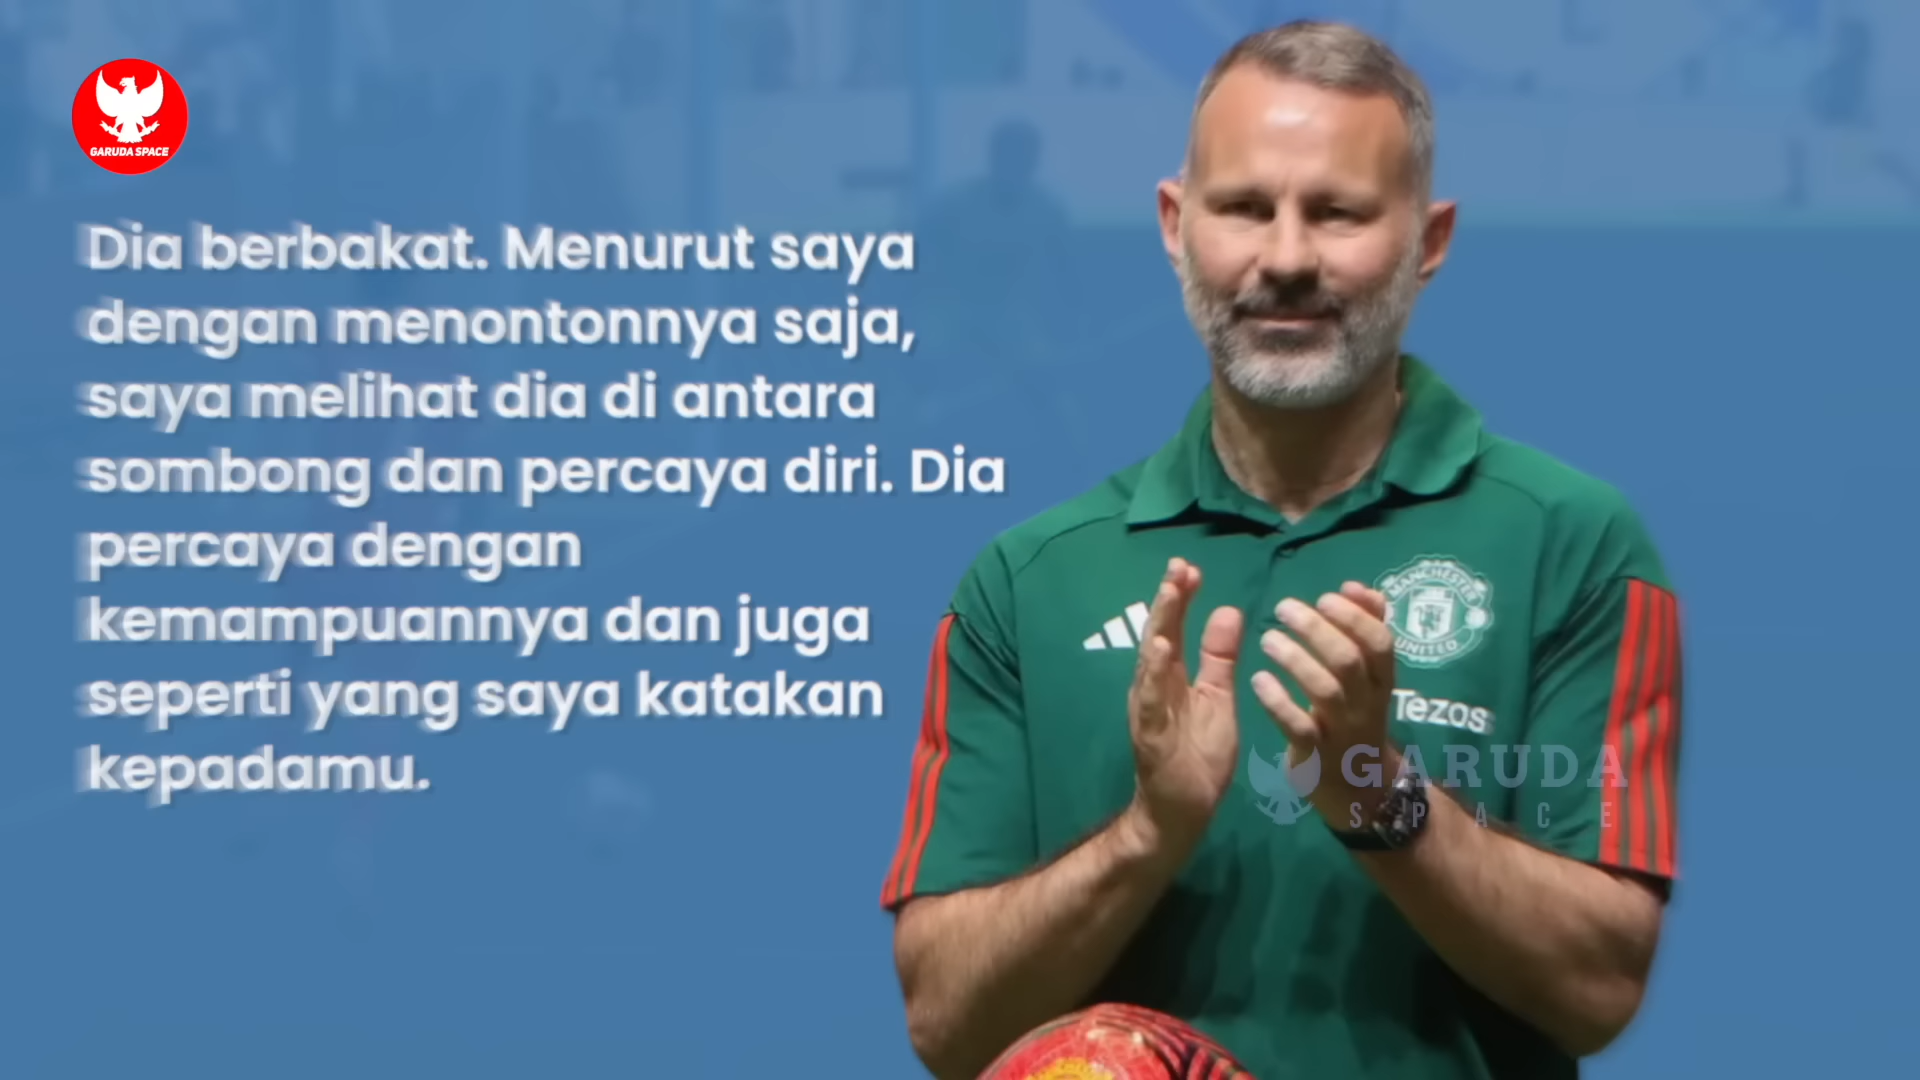 GARUDA SPACE
Dia berbakat. Menurut saya
dengan menontonnya saja,
saya melihat dia di antara
sombong dan percaya diri. Dia
percaya dengan
kemampuannya dan juga
seperti yang saya katakan
kepadamu.
MANCHESTER
UNITED
Tezos
GARUDA
SPACE